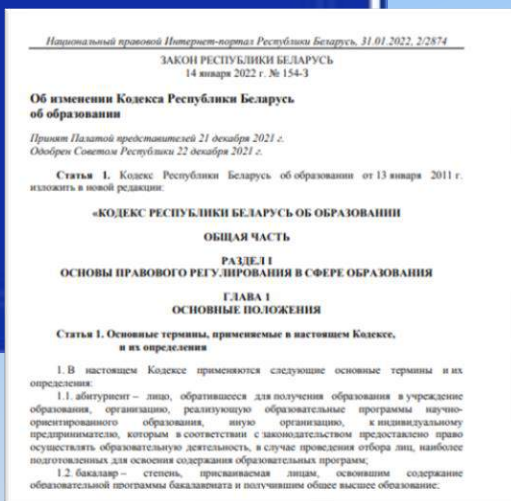 Национальный правовой Интернет-портал Республики Беларусь, 31.01.2022, 2/2874
ЗАКОН РЕСПУБЛИКИ БЕЛАРУСЬ
14 января 2022 г. № 154-З
Об изменении Кодекса Республики Беларусь
об образовании
Принят Палатой представителей 21 декабря 2021 г.
Одобрен Советом Республики 22 декабря 2021 г.
Статья 1. Кодекс Республики Беларусь об образовании от 13 января 2011 г.
изложить в новой редакции:
«КОДЕКС РЕСПУБЛИКИ БЕЛАРУСЬ ОБ ОБРАЗОВАНИИ
ОБЩАЯ ЧАСТЬ
РАЗДЕЛ I
ОСНОВЫ ПРАВОВОГО РЕГУЛИРОВАНИЯ В СФЕРЕ ОБРАЗОВАНИЯ
ГЛАВА 1
ОСНОВНЫЕ ПОЛОЖЕНИЯ
Статья 1. Основные термины, применяемые в настоящем Кодексе,
и их определения
1. В настоящем Кодексе применяются следующие основные термины и их
определения:
1.1. абитуриент – лицо, обратившееся для получения образования в учреждение
образования, организацию, реализующую образовательные программы научно-
ориентированного образования, иную организацию, к индивидуальному
предпринимателю, которым в соответствии с законодательством предоставлено право
осуществлять образовательную деятельность, в случае проведения отбора лиц, наиболее
подготовленных для освоения содержания образовательных программ;
1.2. бакалавр – степень, присваиваемая лицам, освоившим содержание
образовательной программы бакалавриата и получившим общее высшее образование;